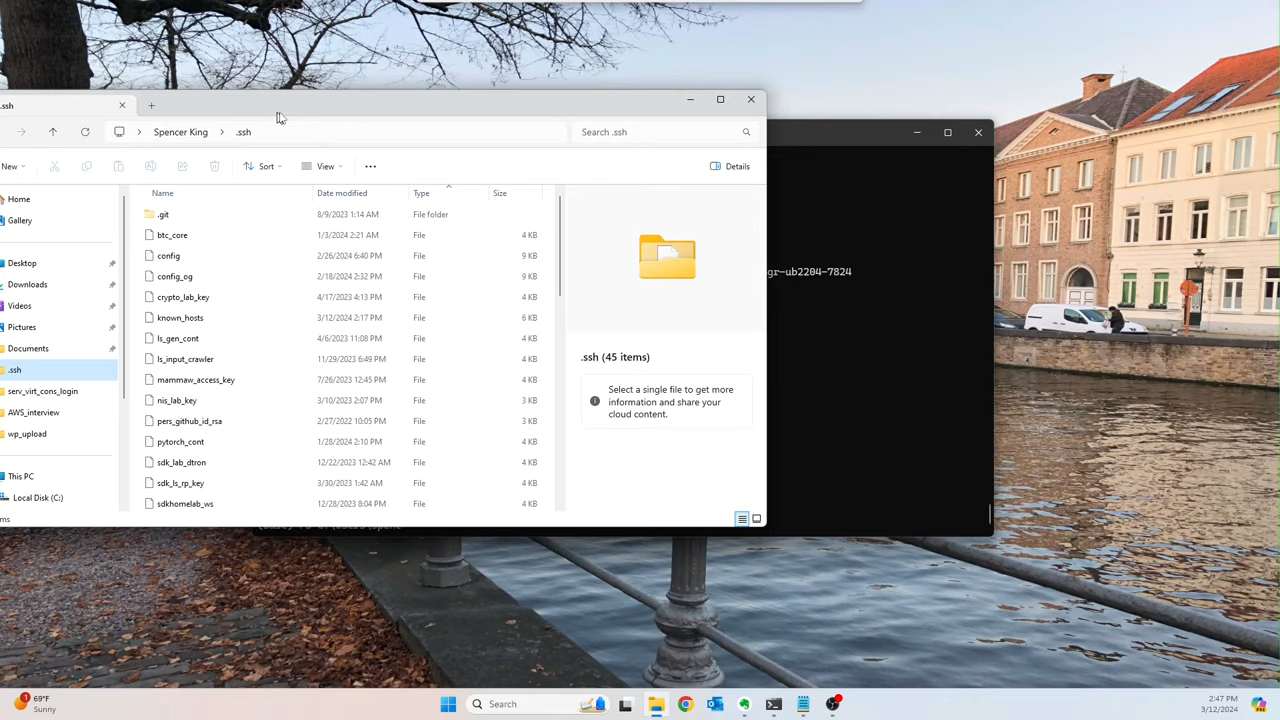 .ssh
Spencer King
.ssh
Search .ssh
New
Sort
View
Details
Name
Date modified
Type
Size
Home
Gallery
Desktop
Downloads
Videos
Pictures
Documents
.ssh
serv_virt_cons_login
AWS_interview
wp_upload
This PC
Local Disk (C:)
.git 8/9/2023 1:14 AM File folder
btc_core 1/3/2024 2:21 AM File 4 KB
config 2/26/2024 6:40 PM File 9 KB
config_og 2/18/2024 2:32 PM File 9 KB
crypto_lab_key 4/17/2023 4:13 PM File 4 KB
known_hosts 3/12/2024 2:17 PM File 6 KB
ls_gen_cont 4/6/2023 11:08 PM File 4 KB
ls_input_crawler 11/29/2023 6:49 PM File 4 KB
mammaw_access_key 7/26/2023 12:45 PM File 4 KB
nis_lab_key 3/10/2023 2:07 PM File 3 KB
pers_github_id_rsa 2/27/2022 10:05 PM File 3 KB
pytorch_cont 1/28/2024 2:10 PM File 4 KB
sdk_lab_dtron 12/22/2023 12:42 AM File 4 KB
sdk_ls_rp_key 3/30/2023 1:42 AM File 4 KB
sdkhomelab_ws 12/28/2023 8:04 PM File 4 KB
.ssh (45 items)
Select a single file to get more
information and share your
cloud content.
gr-ub2204-7824
1
69°F
Sunny
Search
2:47 PM
3/12/2024